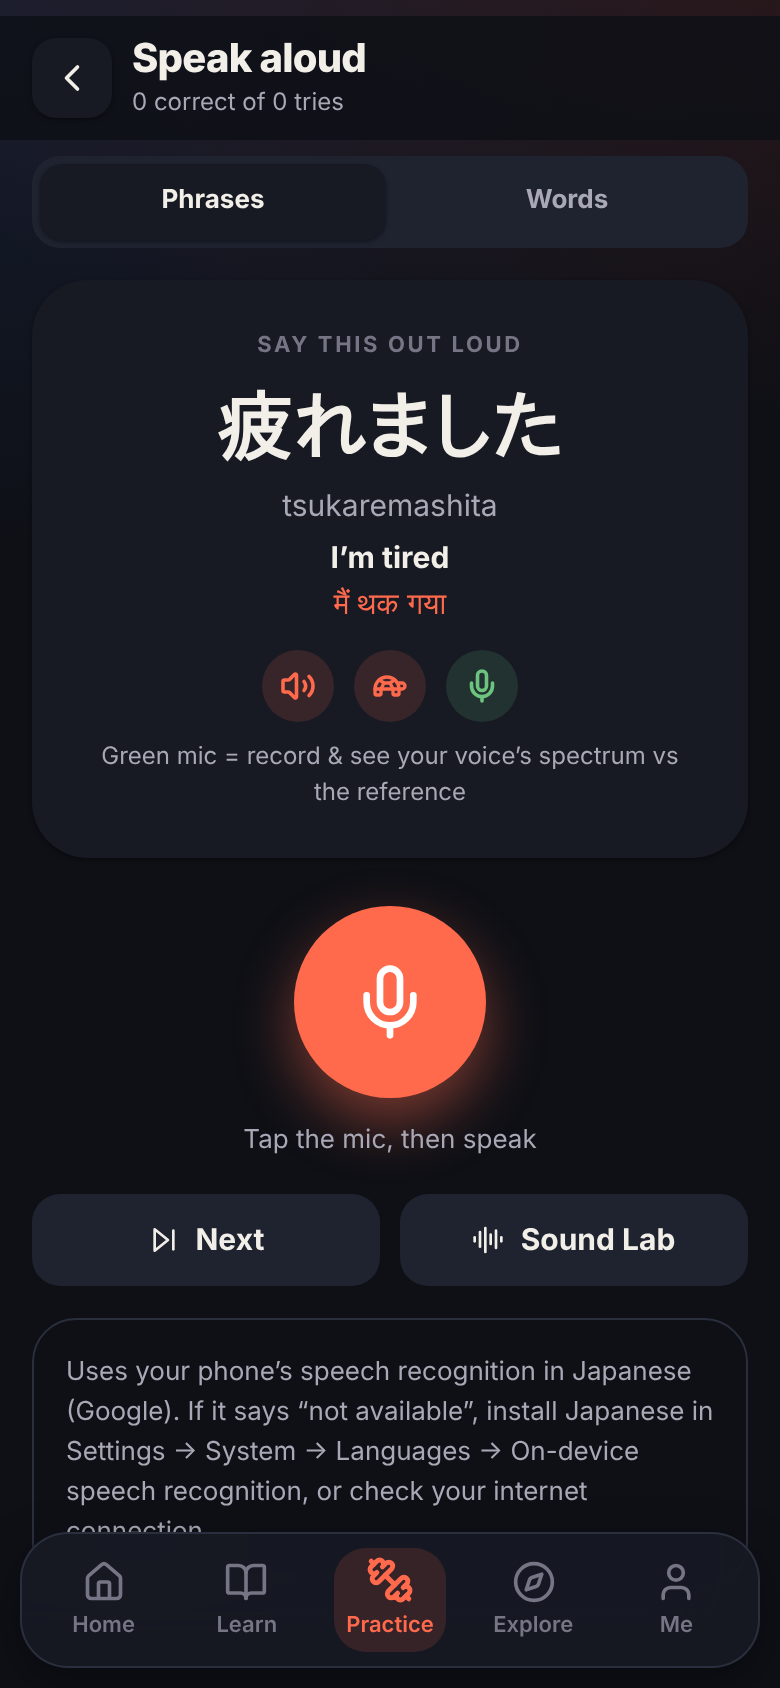 Speak aloud
0 correct of 0 tries
Phrases
Words
SAY THIS OUT LOUD
疲れました
tsukaremashita
I’m tired
मैं थक गया
Green mic = record & see your voice’s spectrum vs
the reference
Tap the mic, then speak
Next
Sound Lab
Uses your phone’s speech recognition in Japanese
(Google). If it says “not available”, install Japanese in
Settings → System → Languages → On-device
speech recognition, or check your internet
connection.
Home
Learn
Practice
Explore
Me